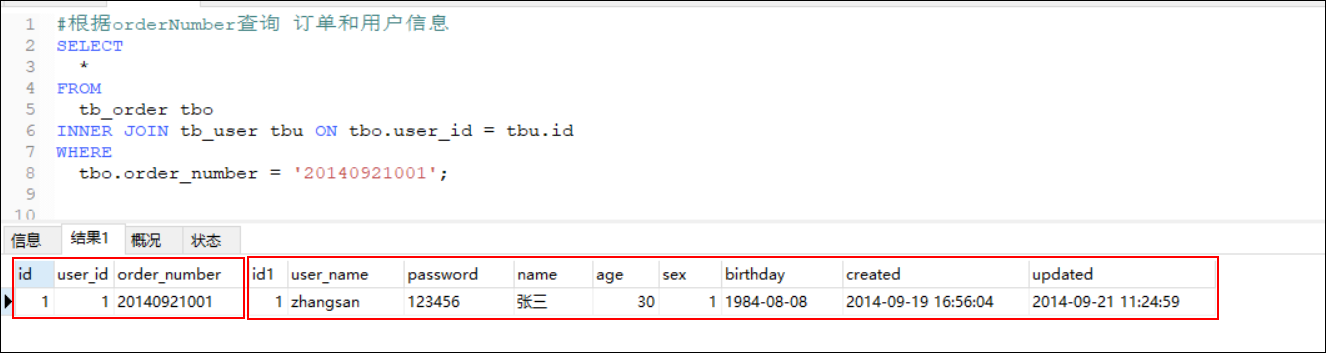 1 #根据orderNumber查询 订单和用户信息
2 SELECT
3 *
4 FROM
5 tb_order tbo
6 INNER JOIN tb_user tbu ON tbo.user_id = tbu.id
7 WHERE
8 tbo.order_number = '20140921001';
9
10
信息 结果1 概况 状态
id user_id order_number id1 user_name password name age sex birthday created updated
1 1 20140921001 1 zhangsan 123456 张三 30 1 1984-08-08 2014-09-19 16:56:04 2014-09-21 11:24:59